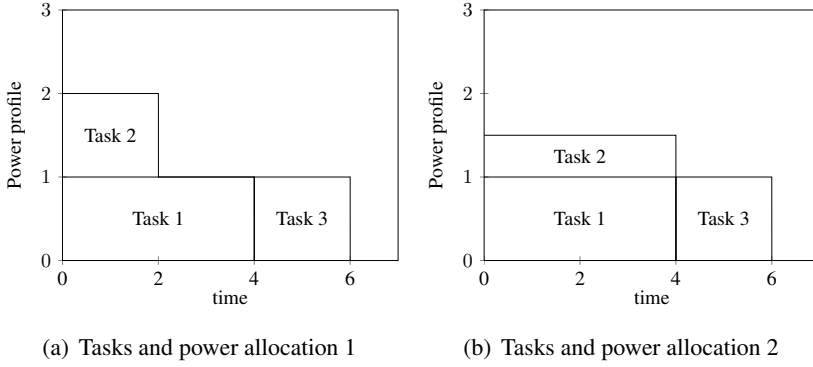 3
2
1
0
Power profile
Task 2
Task 1
Task 3
0
2
4
6
time
(a) Tasks and power allocation 1
3
2
1
0
Power profile
Task 2
Task 1
Task 3
0
2
4
6
time
(b) Tasks and power allocation 2